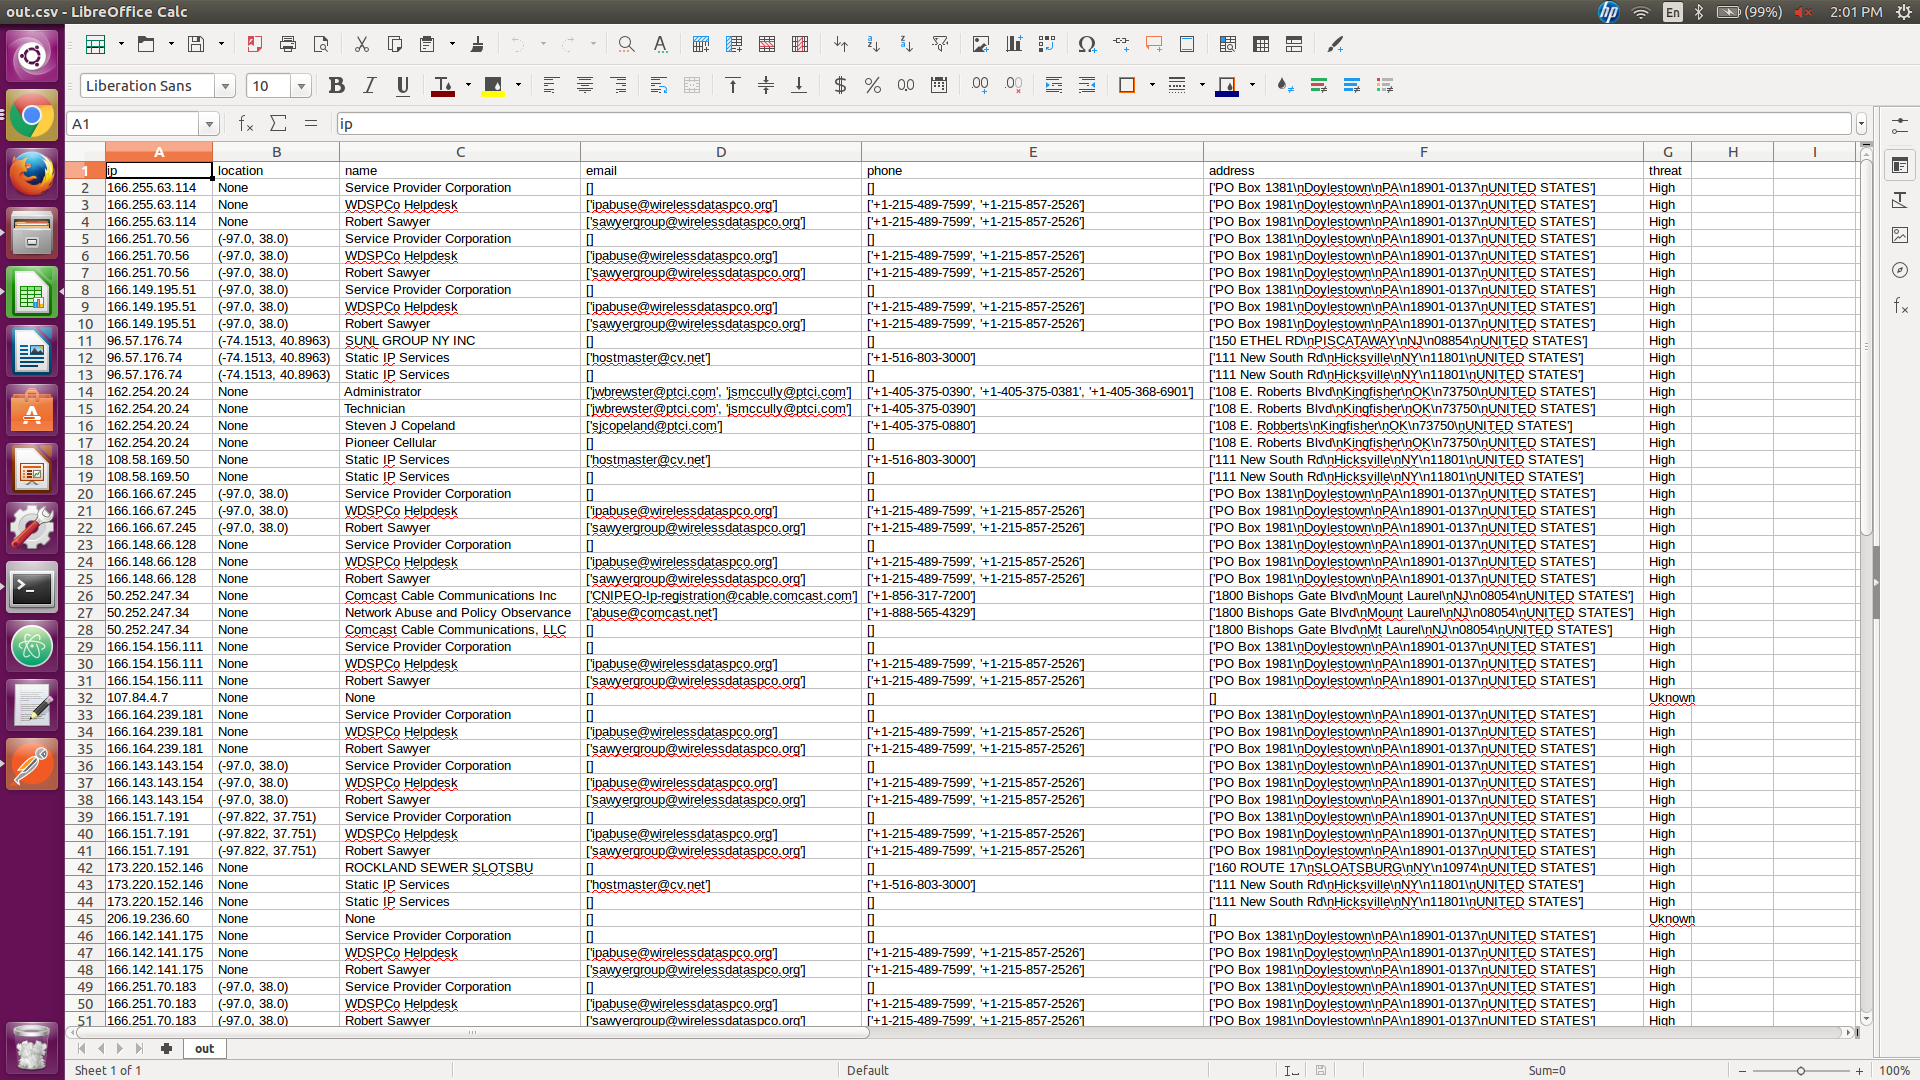 out.csv - LibreOffice Calc
En (99%) 2:01 PM
Liberation Sans 10
A1 ip
A B C D E F G H I
1 ip location name email phone address threat
2 166.255.63.114 None Service Provider Corporation [] [] ['PO Box 1381\nDoylestown\nPA\n18901-0137\nUNITED STATES'] High
3 166.255.63.114 None WDSPCo Helpdesk ['ipabuse@wirelessdataspco.org'] ['+1-215-489-7599', '+1-215-857-2526'] ['PO Box 1981\nDoylestown\nPA\n18901-0137\nUNITED STATES'] High
4 166.255.63.114 None Robert Sawyer ['sawyergroup@wirelessdataspco.org'] ['+1-215-489-7599', '+1-215-857-2526'] ['PO Box 1981\nDoylestown\nPA\n18901-0137\nUNITED STATES'] High
5 166.251.70.56 (-97.0, 38.0) Service Provider Corporation [] [] ['PO Box 1381\nDoylestown\nPA\n18901-0137\nUNITED STATES'] High
6 166.251.70.56 (-97.0, 38.0) WDSPCo Helpdesk ['ipabuse@wirelessdataspco.org'] ['+1-215-489-7599', '+1-215-857-2526'] ['PO Box 1981\nDoylestown\nPA\n18901-0137\nUNITED STATES'] High
7 166.251.70.56 (-97.0, 38.0) Robert Sawyer ['sawyergroup@wirelessdataspco.org'] ['+1-215-489-7599', '+1-215-857-2526'] ['PO Box 1981\nDoylestown\nPA\n18901-0137\nUNITED STATES'] High
8 166.149.195.51 (-97.0, 38.0) Service Provider Corporation [] [] ['PO Box 1381\nDoylestown\nPA\n18901-0137\nUNITED STATES'] High
9 166.149.195.51 (-97.0, 38.0) WDSPCo Helpdesk ['ipabuse@wirelessdataspco.org'] ['+1-215-489-7599', '+1-215-857-2526'] ['PO Box 1981\nDoylestown\nPA\n18901-0137\nUNITED STATES'] High
10 166.149.195.51 (-97.0, 38.0) Robert Sawyer ['sawyergroup@wirelessdataspco.org'] ['+1-215-489-7599', '+1-215-857-2526'] ['PO Box 1981\nDoylestown\nPA\n18901-0137\nUNITED STATES'] High
11 96.57.176.74 (-74.1513, 40.8963) SUNL GROUP NY INC [] [] ['150 ETHEL RD\nPISCATAWAY\nNJ\n08854\nUNITED STATES'] High
12 96.57.176.74 (-74.1513, 40.8963) Static IP Services ['hostmaster@cv.net'] ['+1-516-803-3000'] ['111 New South Rd\nHicksville\nNY\n11801\nUNITED STATES'] High
13 96.57.176.74 (-74.1513, 40.8963) Static IP Services [] [] ['111 New South Rd\nHicksville\nNY\n11801\nUNITED STATES'] High
14 162.254.20.24 None Administrator ['jwbrewster@ptci.com', 'jsmccully@ptci.com'] ['+1-405-375-0390', '+1-405-375-0381', '+1-405-368-6901'] ['108 E. Roberts Blvd\nKingfisher\nOK\n73750\nUNITED STATES'] High
15 162.254.20.24 None Technician ['jwbrewster@ptci.com', 'jsmccully@ptci.com'] ['+1-405-375-0390'] ['108 E. Roberts Blvd\nKingfisher\nOK\n73750\nUNITED STATES'] High
16 162.254.20.24 None Steven J Copeland ['sjcopeland@ptci.com'] ['+1-405-375-0880'] ['108 E. Robberts\nKingfisher\nOK\n73750\nUNITED STATES'] High
17 162.254.20.24 None Pioneer Cellular [] [] ['108 E. Roberts Blvd\nKingfisher\nOK\n73750\nUNITED STATES'] High
18 108.58.169.50 None Static IP Services ['hostmaster@cv.net'] ['+1-516-803-3000'] ['111 New South Rd\nHicksville\nNY\n11801\nUNITED STATES'] High
19 108.58.169.50 None Static IP Services [] [] ['111 New South Rd\nHicksville\nNY\n11801\nUNITED STATES'] High
20 166.166.67.245 (-97.0, 38.0) Service Provider Corporation [] [] ['PO Box 1381\nDoylestown\nPA\n18901-0137\nUNITED STATES'] High
21 166.166.67.245 (-97.0, 38.0) WDSPCo Helpdesk ['ipabuse@wirelessdataspco.org'] ['+1-215-489-7599', '+1-215-857-2526'] ['PO Box 1981\nDoylestown\nPA\n18901-0137\nUNITED STATES'] High
22 166.166.67.245 (-97.0, 38.0) Robert Sawyer ['sawyergroup@wirelessdataspco.org'] ['+1-215-489-7599', '+1-215-857-2526'] ['PO Box 1981\nDoylestown\nPA\n18901-0137\nUNITED STATES'] High
23 166.148.66.128 None Service Provider Corporation [] [] ['PO Box 1381\nDoylestown\nPA\n18901-0137\nUNITED STATES'] High
24 166.148.66.128 None WDSPCo Helpdesk ['ipabuse@wirelessdataspco.org'] ['+1-215-489-7599', '+1-215-857-2526'] ['PO Box 1981\nDoylestown\nPA\n18901-0137\nUNITED STATES'] High
25 166.148.66.128 None Robert Sawyer ['sawyergroup@wirelessdataspco.org'] ['+1-215-489-7599', '+1-215-857-2526'] ['PO Box 1981\nDoylestown\nPA\n18901-0137\nUNITED STATES'] High
26 50.252.247.34 None Comcast Cable Communications Inc ['CNIPEO-Ip-registration@cable.comcast.com'] ['+1-856-317-7200'] ['1800 Bishops Gate Blvd\nMount Laurel\nNJ\n08054\nUNITED STATES'] High
27 50.252.247.34 None Network Abuse and Policy Observance ['abuse@comcast.net'] ['+1-888-565-4329'] ['1800 Bishops Gate Blvd\nMount Laurel\nNJ\n08054\nUNITED STATES'] High
28 50.252.247.34 None Comcast Cable Communications, LLC [] [] ['1800 Bishops Gate Blvd\nMt Laurel\nNJ\n08054\nUNITED STATES'] High
29 166.154.156.111 None Service Provider Corporation [] [] ['PO Box 1381\nDoylestown\nPA\n18901-0137\nUNITED STATES'] High
30 166.154.156.111 None WDSPCo Helpdesk ['ipabuse@wirelessdataspco.org'] ['+1-215-489-7599', '+1-215-857-2526'] ['PO Box 1981\nDoylestown\nPA\n18901-0137\nUNITED STATES'] High
31 166.154.156.111 None Robert Sawyer ['sawyergroup@wirelessdataspco.org'] ['+1-215-489-7599', '+1-215-857-2526'] ['PO Box 1981\nDoylestown\nPA\n18901-0137\nUNITED STATES'] High
32 107.84.4.7 None None [] [] [] Uknown
33 166.164.239.181 None Service Provider Corporation [] [] ['PO Box 1381\nDoylestown\nPA\n18901-0137\nUNITED STATES'] High
34 166.164.239.181 None WDSPCo Helpdesk ['ipabuse@wirelessdataspco.org'] ['+1-215-489-7599', '+1-215-857-2526'] ['PO Box 1981\nDoylestown\nPA\n18901-0137\nUNITED STATES'] High
35 166.164.239.181 None Robert Sawyer ['sawyergroup@wirelessdataspco.org'] ['+1-215-489-7599', '+1-215-857-2526'] ['PO Box 1981\nDoylestown\nPA\n18901-0137\nUNITED STATES'] High
36 166.143.143.154 (-97.0, 38.0) Service Provider Corporation [] [] ['PO Box 1381\nDoylestown\nPA\n18901-0137\nUNITED STATES'] High
37 166.143.143.154 (-97.0, 38.0) WDSPCo Helpdesk ['ipabuse@wirelessdataspco.org'] ['+1-215-489-7599', '+1-215-857-2526'] ['PO Box 1981\nDoylestown\nPA\n18901-0137\nUNITED STATES'] High
38 166.143.143.154 (-97.0, 38.0) Robert Sawyer ['sawyergroup@wirelessdataspco.org'] ['+1-215-489-7599', '+1-215-857-2526'] ['PO Box 1981\nDoylestown\nPA\n18901-0137\nUNITED STATES'] High
39 166.151.7.191 (-97.822, 37.751) Service Provider Corporation [] [] ['PO Box 1381\nDoylestown\nPA\n18901-0137\nUNITED STATES'] High
40 166.151.7.191 (-97.822, 37.751) WDSPCo Helpdesk ['ipabuse@wirelessdataspco.org'] ['+1-215-489-7599', '+1-215-857-2526'] ['PO Box 1981\nDoylestown\nPA\n18901-0137\nUNITED STATES'] High
41 166.151.7.191 (-97.822, 37.751) Robert Sawyer ['sawyergroup@wirelessdataspco.org'] ['+1-215-489-7599', '+1-215-857-2526'] ['PO Box 1981\nDoylestown\nPA\n18901-0137\nUNITED STATES'] High
42 173.220.152.146 None ROCKLAND SEWER SLOTSBU [] [] ['160 ROUTE 17\nSLOATSBURG\nNY\n10974\nUNITED STATES'] High
43 173.220.152.146 None Static IP Services ['hostmaster@cv.net'] ['+1-516-803-3000'] ['111 New South Rd\nHicksville\nNY\n11801\nUNITED STATES'] High
44 173.220.152.146 None Static IP Services [] [] ['111 New South Rd\nHicksville\nNY\n11801\nUNITED STATES'] High
45 206.19.236.60 None None [] [] [] Uknown
46 166.142.141.175 None Service Provider Corporation [] [] ['PO Box 1381\nDoylestown\nPA\n18901-0137\nUNITED STATES'] High
47 166.142.141.175 None WDSPCo Helpdesk ['ipabuse@wirelessdataspco.org'] ['+1-215-489-7599', '+1-215-857-2526'] ['PO Box 1981\nDoylestown\nPA\n18901-0137\nUNITED STATES'] High
48 166.142.141.175 None Robert Sawyer ['sawyergroup@wirelessdataspco.org'] ['+1-215-489-7599', '+1-215-857-2526'] ['PO Box 1981\nDoylestown\nPA\n18901-0137\nUNITED STATES'] High
49 166.251.70.183 (-97.0, 38.0) Service Provider Corporation [] [] ['PO Box 1381\nDoylestown\nPA\n18901-0137\nUNITED STATES'] High
50 166.251.70.183 (-97.0, 38.0) WDSPCo Helpdesk ['ipabuse@wirelessdataspco.org'] ['+1-215-489-7599', '+1-215-857-2526'] ['PO Box 1981\nDoylestown\nPA\n18901-0137\nUNITED STATES'] High
51 166.251.70.183 (-97.0, 38.0) Robert Sawyer ['sawyergroup@wirelessdataspco.org'] ['+1-215-489-7599', '+1-215-857-2526'] ['PO Box 1981\nDoylestown\nPA\n18901-0137\nUNITED STATES'] High
out
Sheet 1 of 1 Default Sum=0 100%